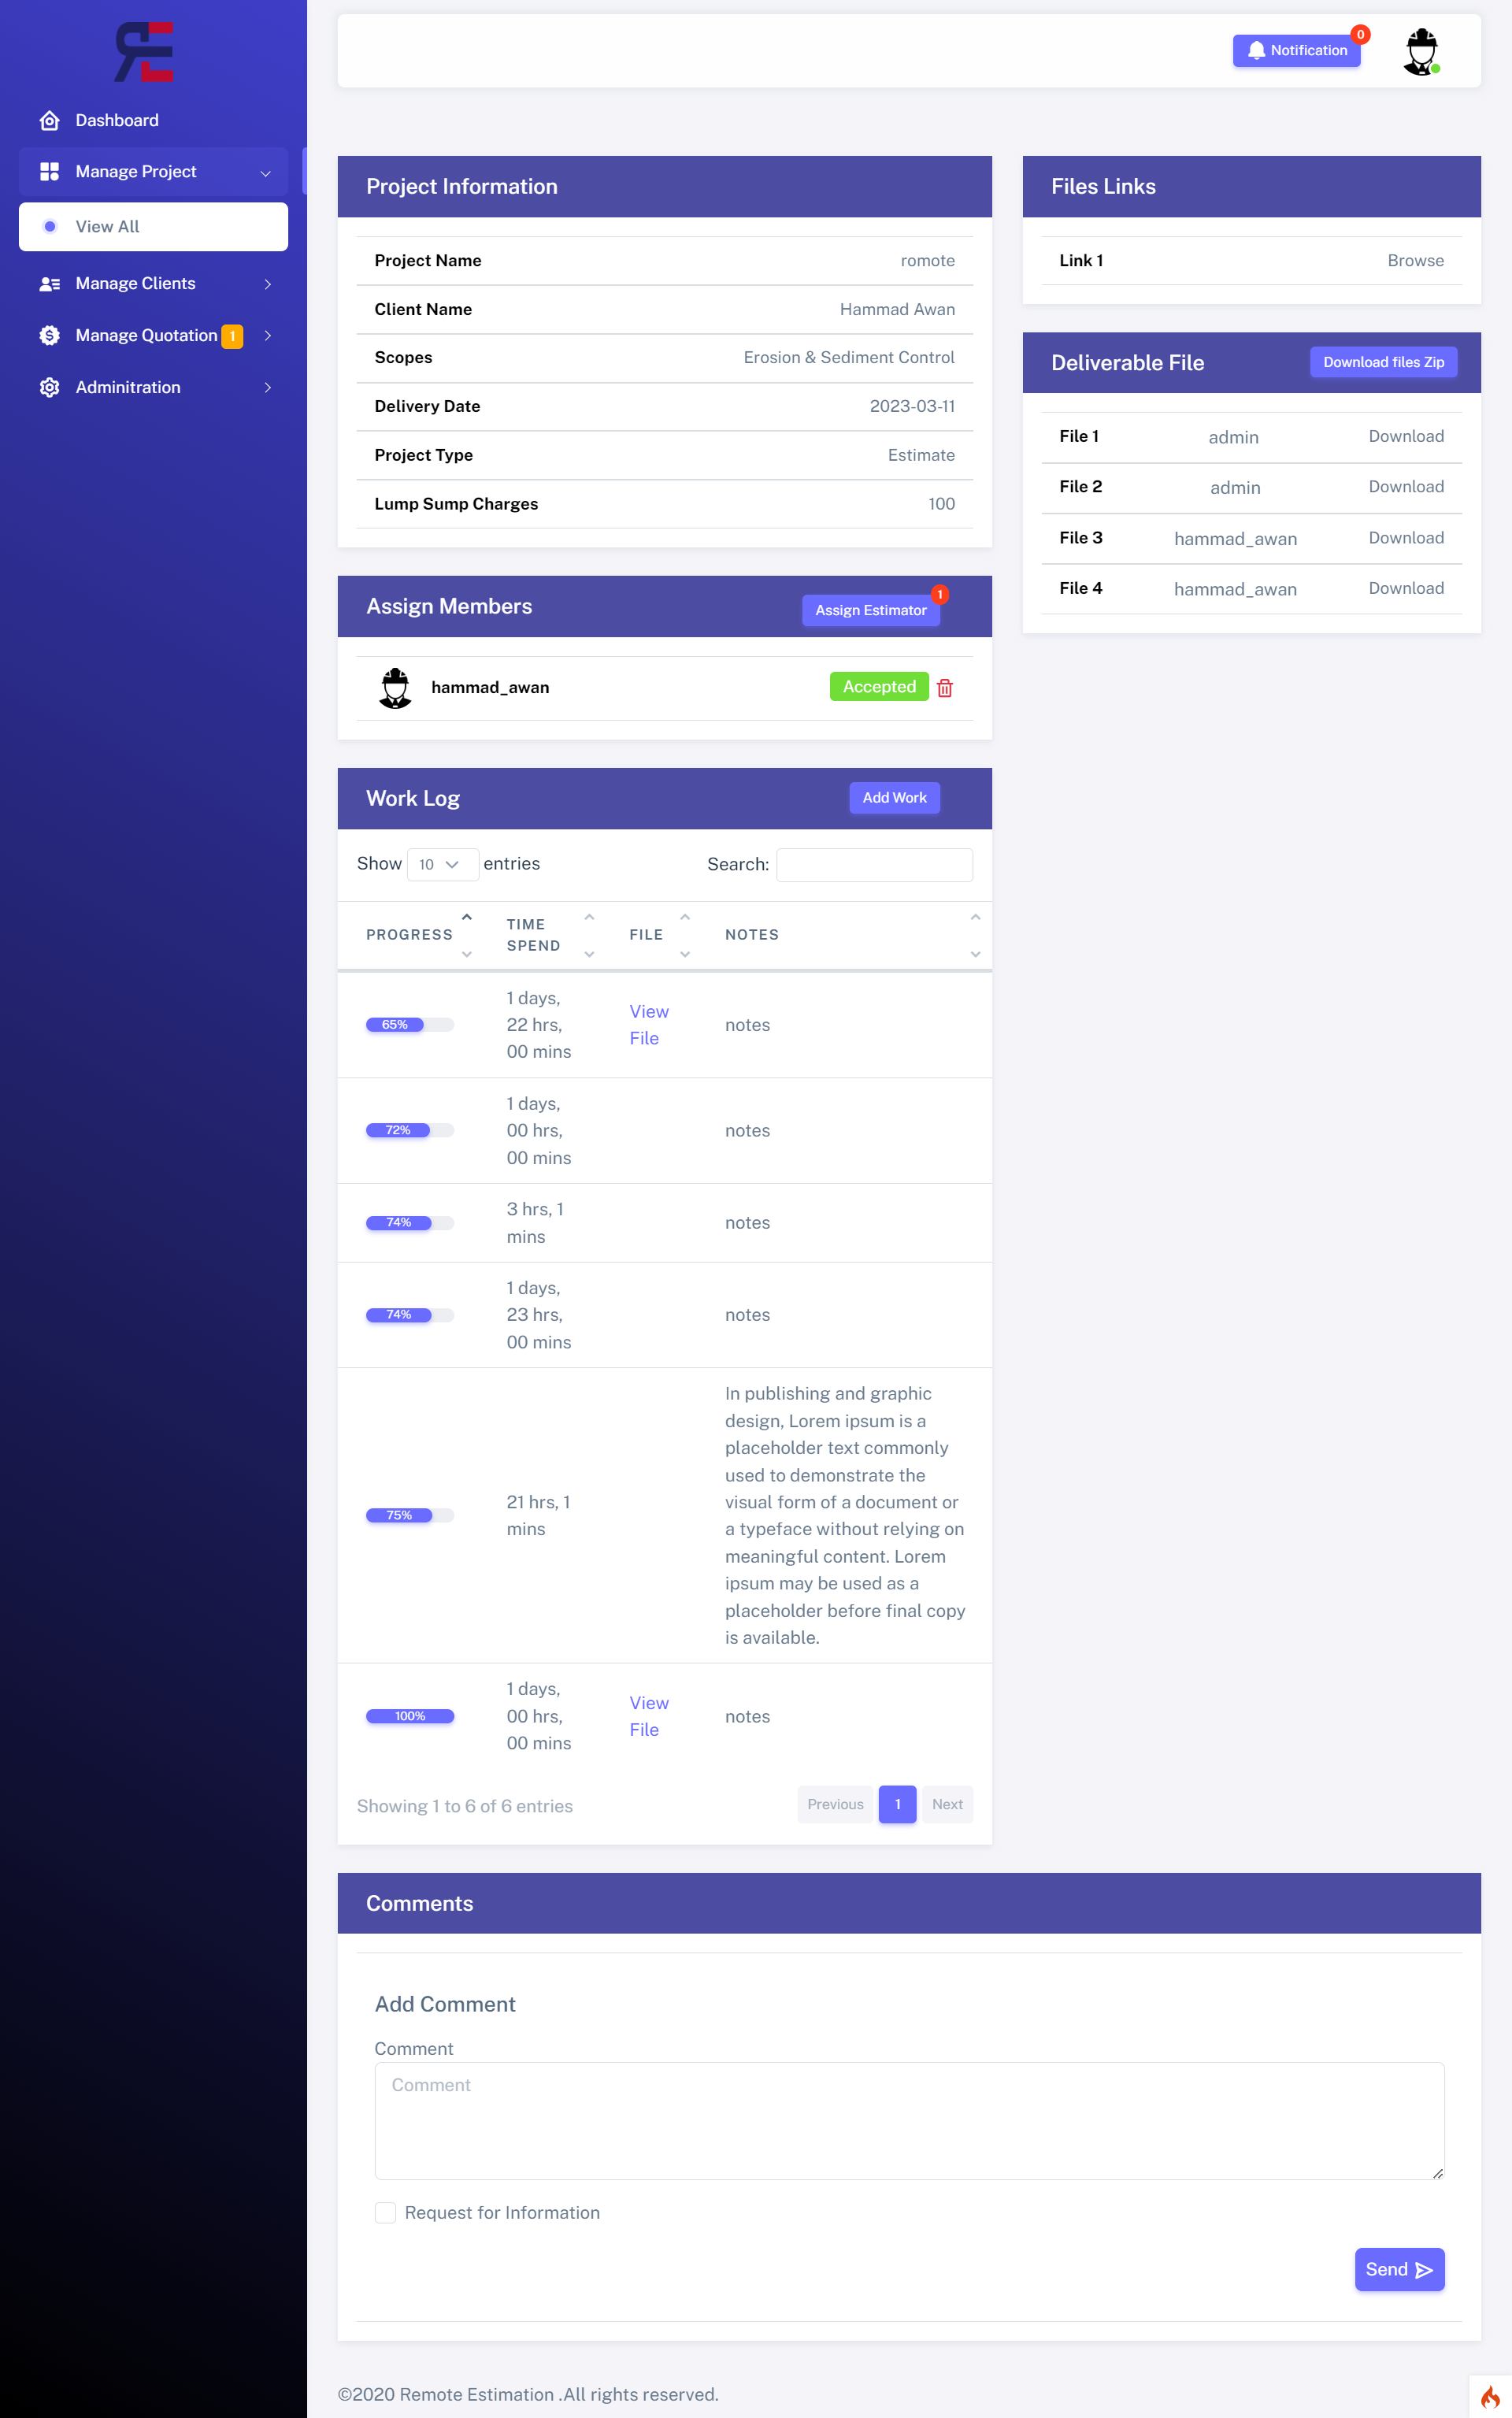 Notification
0
Dashboard
Manage Project
View All
Manage Clients
Manage Quotation 1
Adminitration
Project Information
Project Name romote
Client Name Hammad Awan
Scopes Erosion & Sediment Control
Delivery Date 2023-03-11
Project Type Estimate
Lump Sump Charges 100
Files Links
Link 1 Browse
Deliverable File Download files Zip
File 1 admin Download
File 2 admin Download
File 3 hammad_awan Download
File 4 hammad_awan Download
Assign Members Assign Estimator 1
hammad_awan Accepted
Work Log Add Work
Show 10 entries Search:
PROGRESS TIME SPEND FILE NOTES
65%
1 days,
22 hrs,
00 mins
View
File
notes
72%
1 days,
00 hrs,
00 mins
notes
74%
3 hrs, 1
mins
notes
74%
1 days,
23 hrs,
00 mins
notes
75%
21 hrs, 1
mins
In publishing and graphic
design, Lorem ipsum is a
placeholder text commonly
used to demonstrate the
visual form of a document or
a typeface without relying on
meaningful content. Lorem
ipsum may be used as a
placeholder before final copy
is available.
100%
1 days,
00 hrs,
00 mins
View
File
notes
Showing 1 to 6 of 6 entries
Previous 1 Next
Comments
Add Comment
Comment
Comment
Request for Information
Send
©2020 Remote Estimation .All rights reserved.